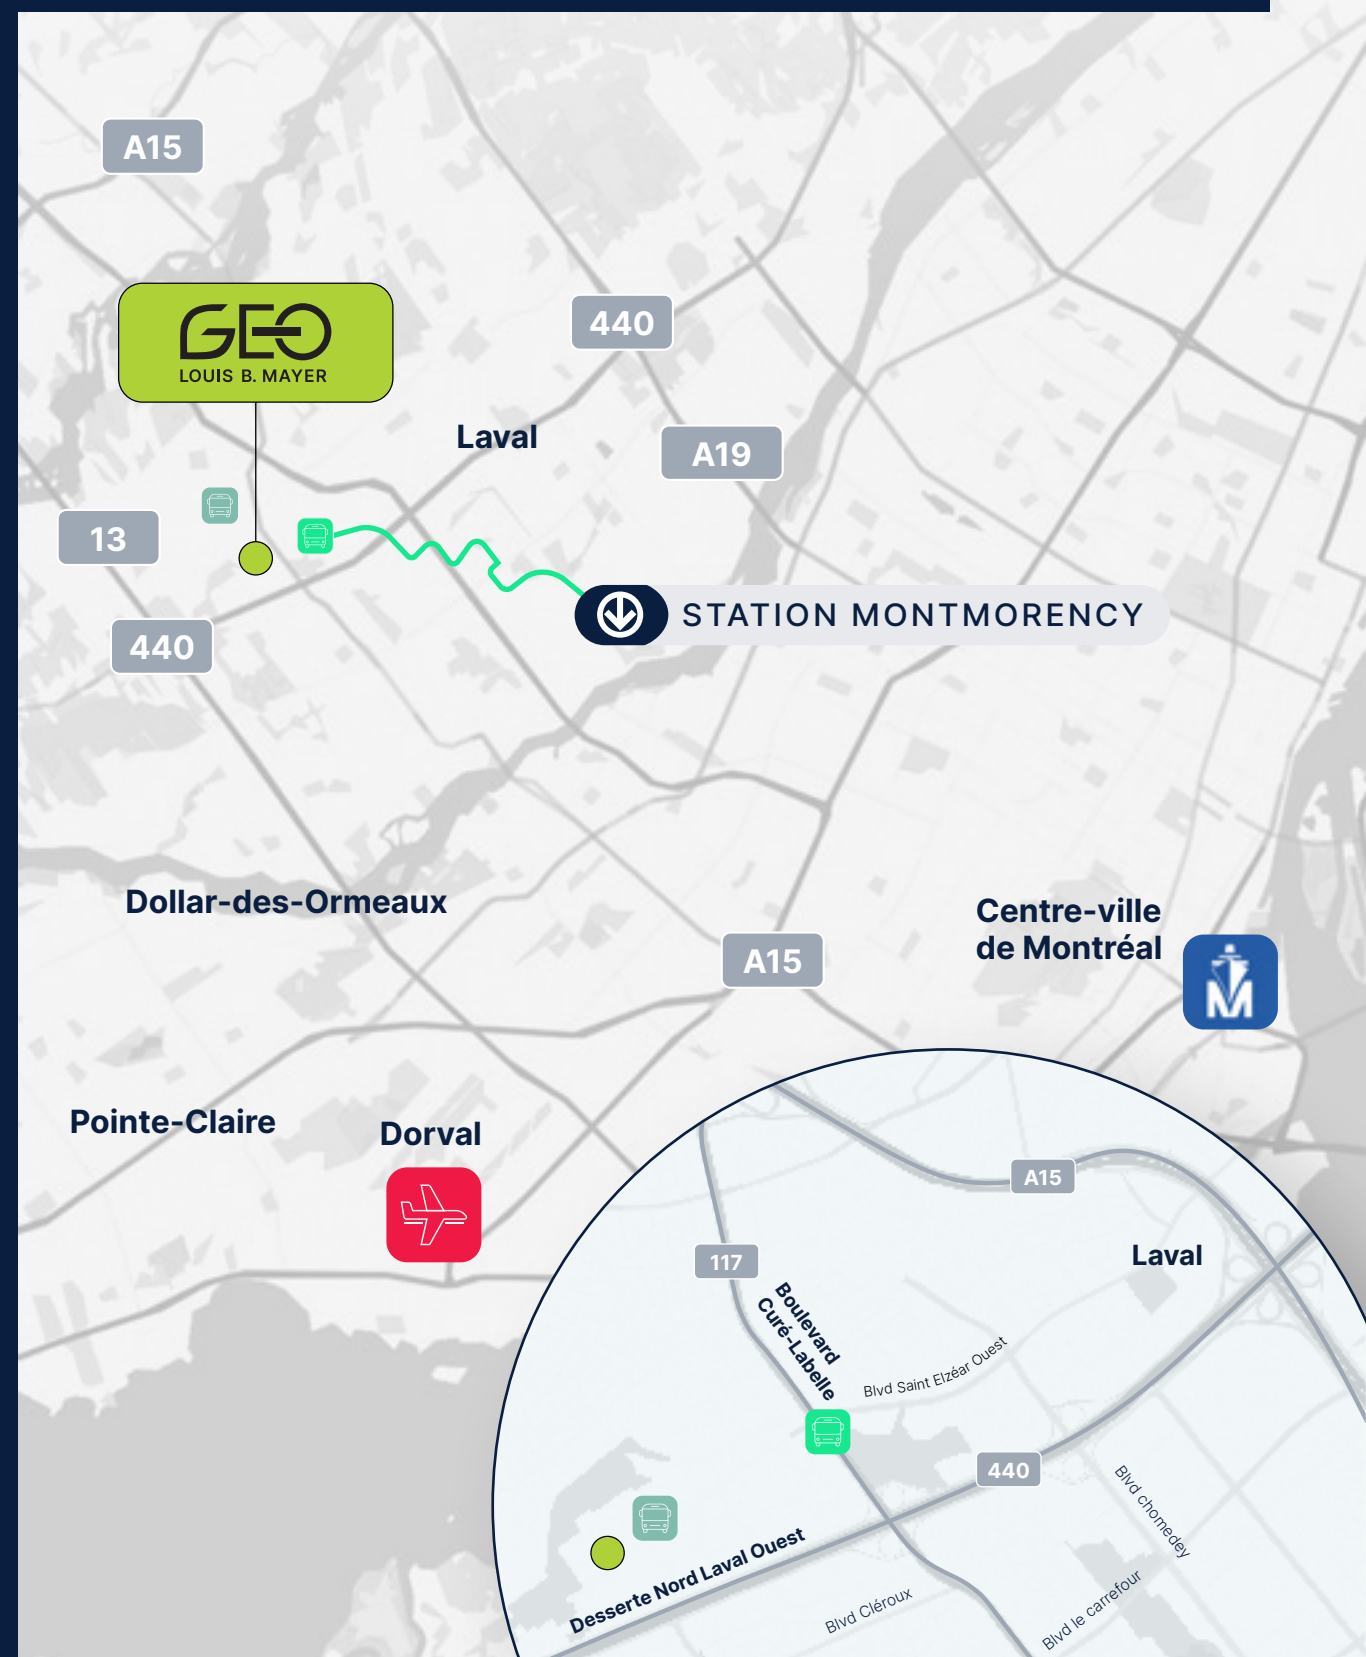 A15
GEO
LOUIS B. MAYER
440
Laval
A19
13
STATION MONTMORENCY
440
Dollar-des-Ormeaux
Centre-ville
de Montréal
A15
M
Pointe-Claire
Dorval
A15
117
Laval
Boulevard
Curé-Labelle
Blvd Saint Elzéar Ouest
440
Blvd chomedey
Desserte Nord Laval Ouest
Blvd Cléroux
Blvd le carrefour